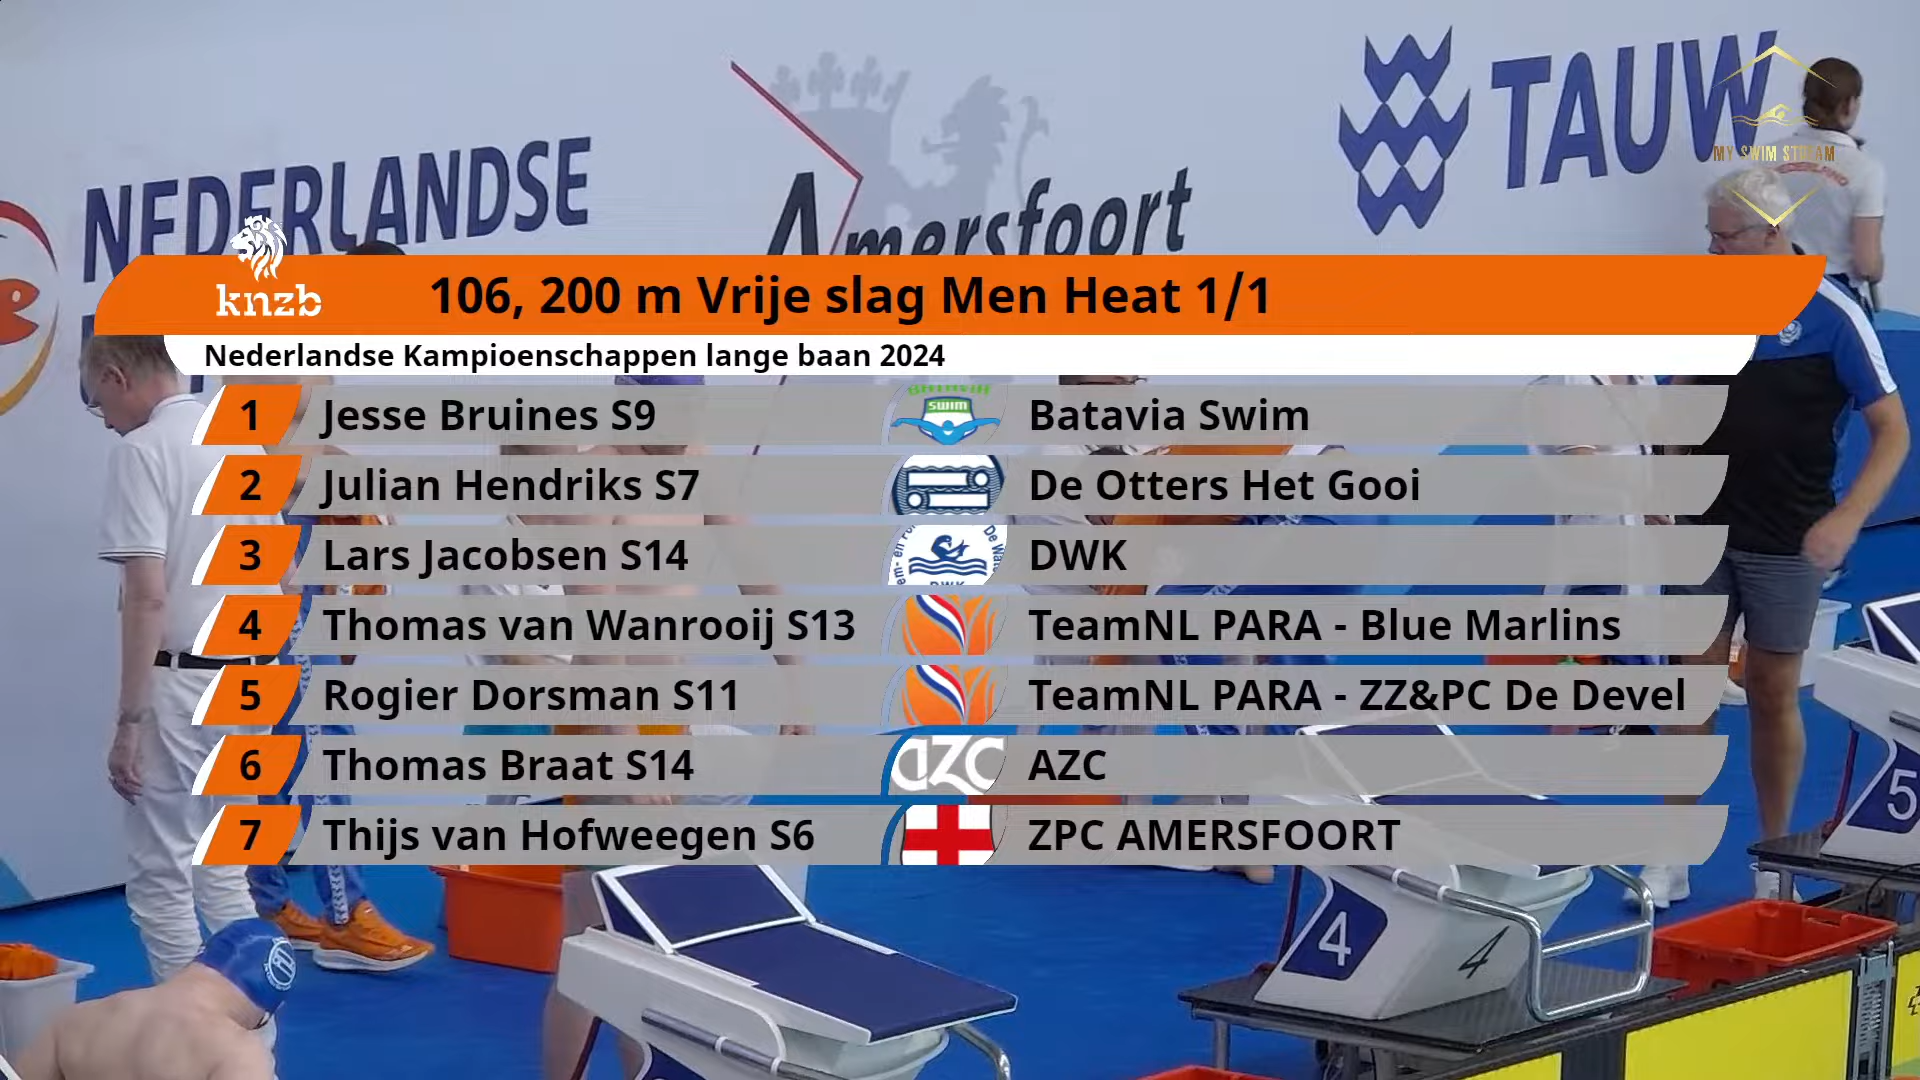 NEDERLANDSE
Amersfoort
TAUW
MY SWIM STREAM
knzb
106, 200 m Vrije slag Men Heat 1/1
Nederlandse Kampioenschappen lange baan 2024
1 Jesse Bruines S9 BATAVIA SWIM Batavia Swim
2 Julian Hendriks S7 De Otters Het Gooi
3 Lars Jacobsen S14 DWK
4 Thomas van Wanrooij S13 TeamNL PARA - Blue Marlins
5 Rogier Dorsman S11 TeamNL PARA - ZZ&PC De Devel
6 Thomas Braat S14 azc AZC
7 Thijs van Hofweegen S6 ZPC AMERSFOORT
5
4
4